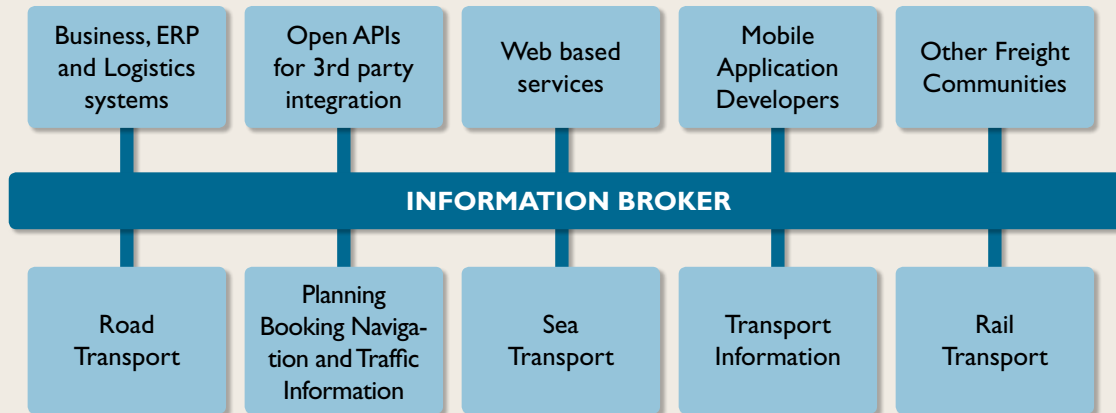 Business, ERP
and Logistics
systems
Open APIs
for 3rd party
integration
Web based
services
Mobile
Application
Developers
Other Freight
Communities
INFORMATION BROKER
Road
Transport
Planning
Booking Naviga-
tion and Traffic
Information
Sea
Transport
Transport
Information
Rail
Transport